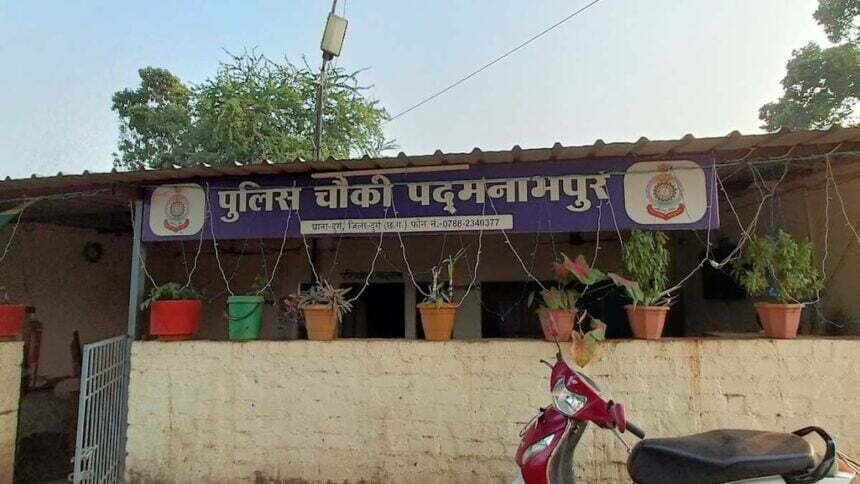 पुलिस चौकी पद्मनाभपुर
थाना-दुर्ग, जिला-दुर्ग (छ.ग.) फोन नं.-0788-2340377